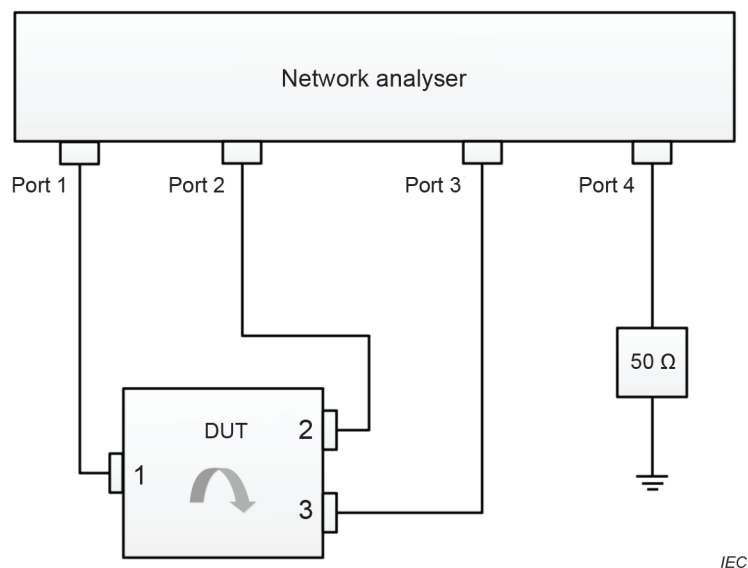 Network analyser
Port 1
Port 2
Port 3
Port 4
50 Ω
DUT
1
2
3
IEC